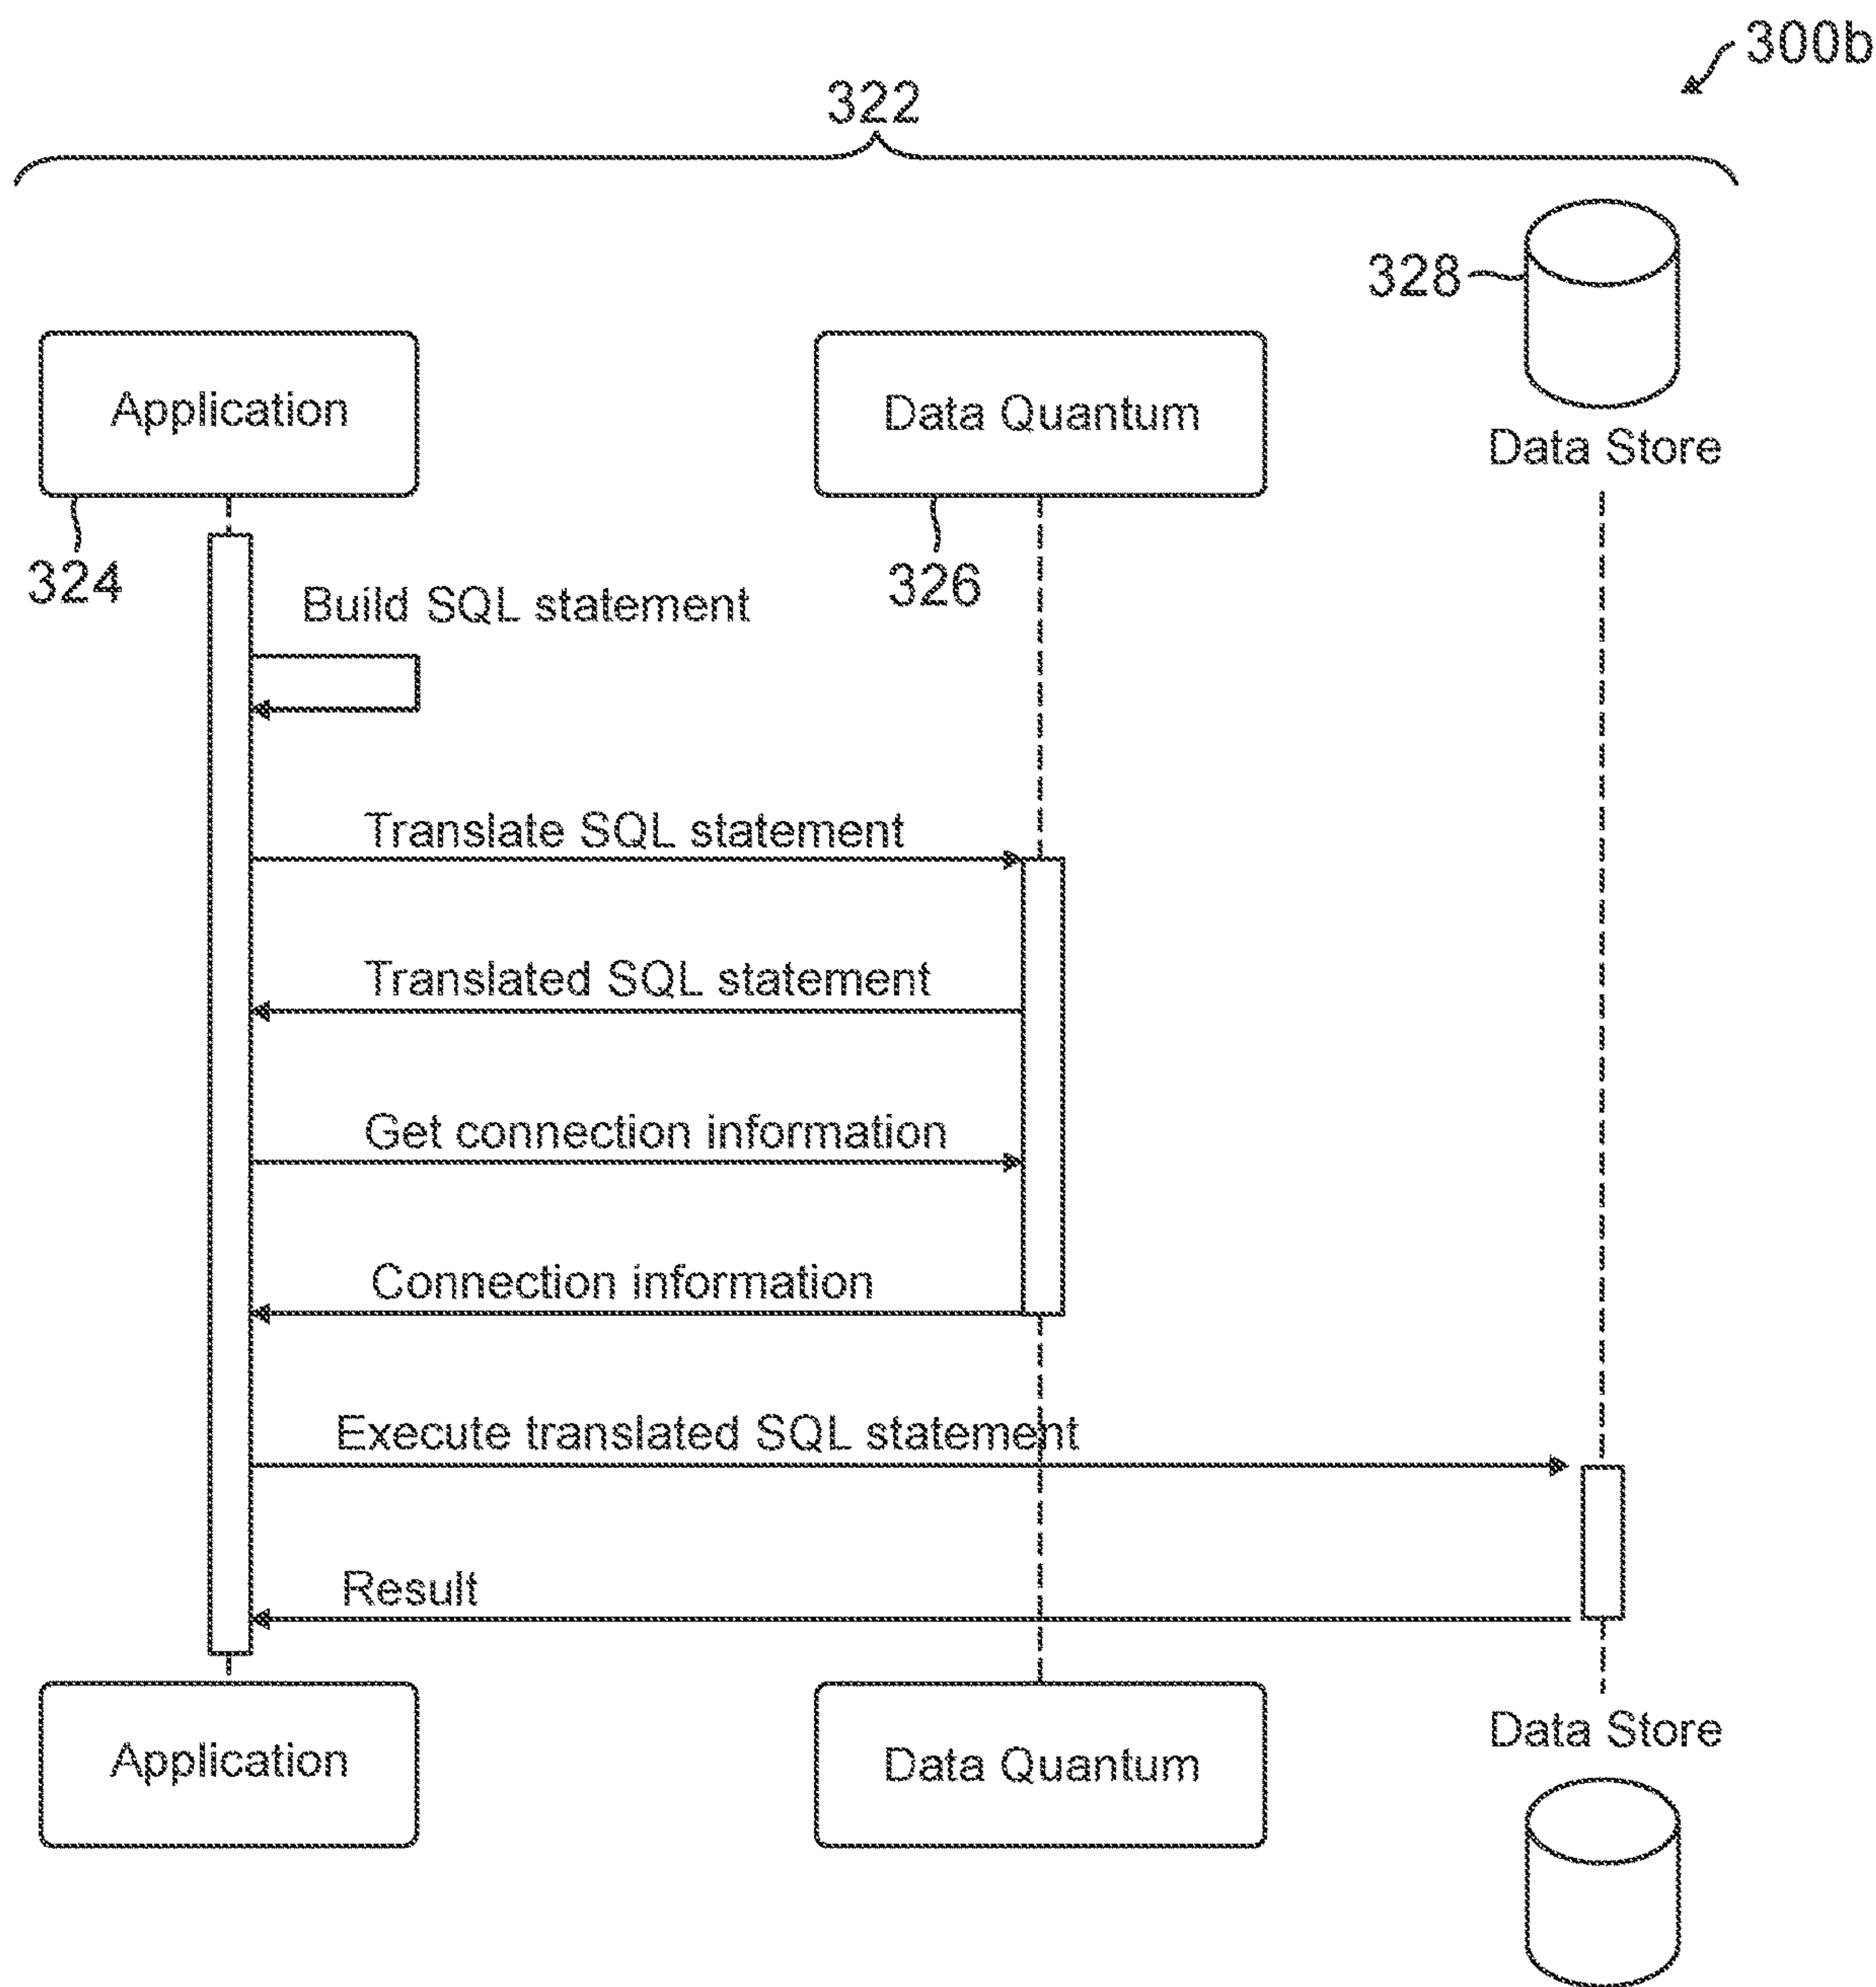 300b
322
328
Application
Data Quantum
Data Store
324
326
Build SQL statement
Translate SQL statement
Translated SQL statement
Get connection information
Connection information
Execute translated SQL statement
Result
Application
Data Quantum
Data Store